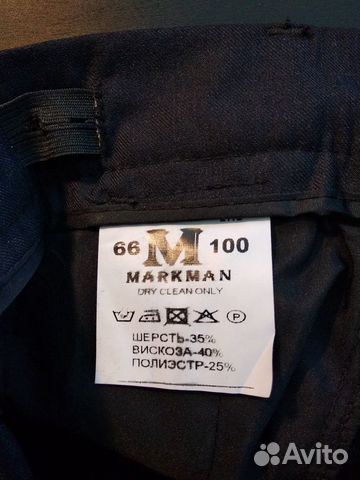 66 M 100
MARKMAN
DRY CLEAN ONLY
P
ШЕРСТЬ-35%
ВИСКОЗА-40%
ПОЛИЭСТР-25%
Avito